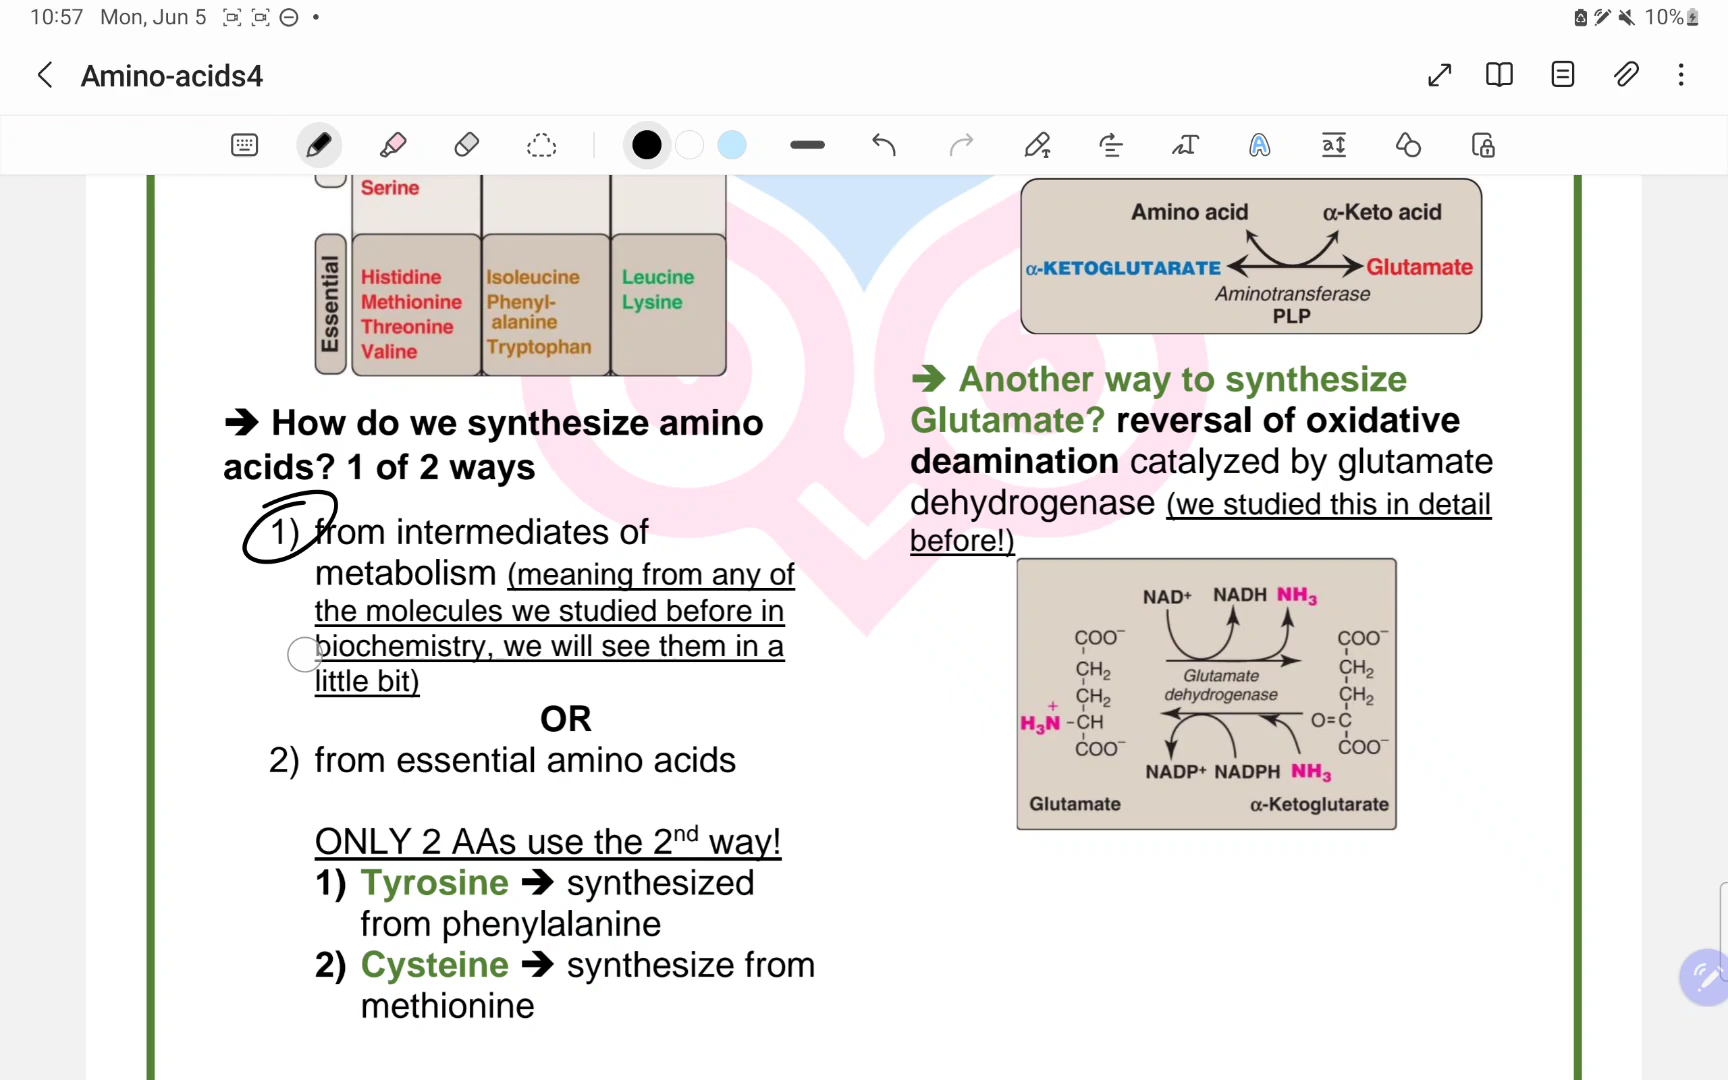 10:57 Mon, Jun 5
10%
Amino-acids4
Serine
Essential
Histidine
Methionine
Threonine
Valine
Isoleucine
Phenyl-
alanine
Tryptophan
Leucine
Lysine
➔ How do we synthesize amino
acids? 1 of 2 ways
1) from intermediates of
metabolism (meaning from any of
the molecules we studied before in
biochemistry, we will see them in a
little bit)
OR
2) from essential amino acids
ONLY 2 AAs use the 2nd way!
1) Tyrosine ➔ synthesized
from phenylalanine
2) Cysteine ➔ synthesize from
methionine
Amino acid α-Keto acid
α-KETOGLUTARATE Glutamate
Aminotransferase
PLP
➔ Another way to synthesize
Glutamate? reversal of oxidative
deamination catalyzed by glutamate
dehydrogenase (we studied this in detail
before!)
NAD+ NADH NH3
COO-
CH2
CH2
H3N+ -CH
COO-
Glutamate
dehydrogenase
COO-
CH2
CH2
O=C
COO-
NADP+ NADPH NH3
Glutamate α-Ketoglutarate